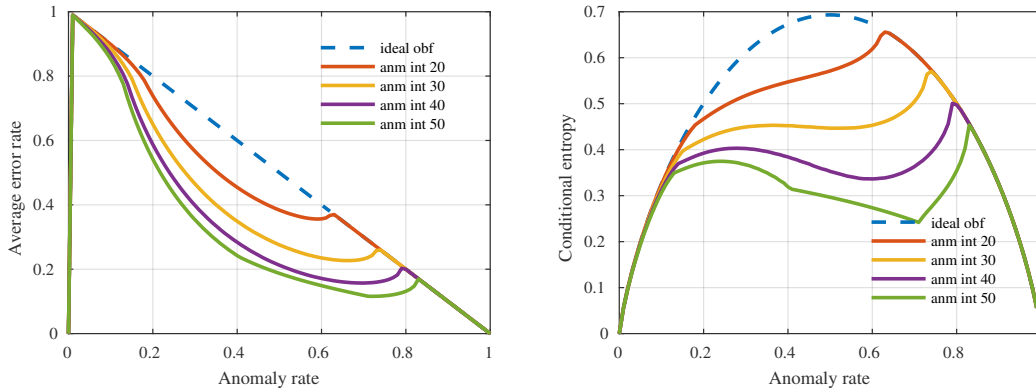 1
0.8
0.6
0.4
0.2
0
0
0.2
0.4
0.6
0.8
1
Average error rate
Anomaly rate
ideal obf
anm int 20
anm int 30
anm int 40
anm int 50
0.7
0.6
0.5
0.4
0.3
0.2
0.1
0.0
0
0.2
0.4
0.6
0.8
Conditional entropy
Anomaly rate
ideal obf
anm int 20
anm int 30
anm int 40
anm int 50